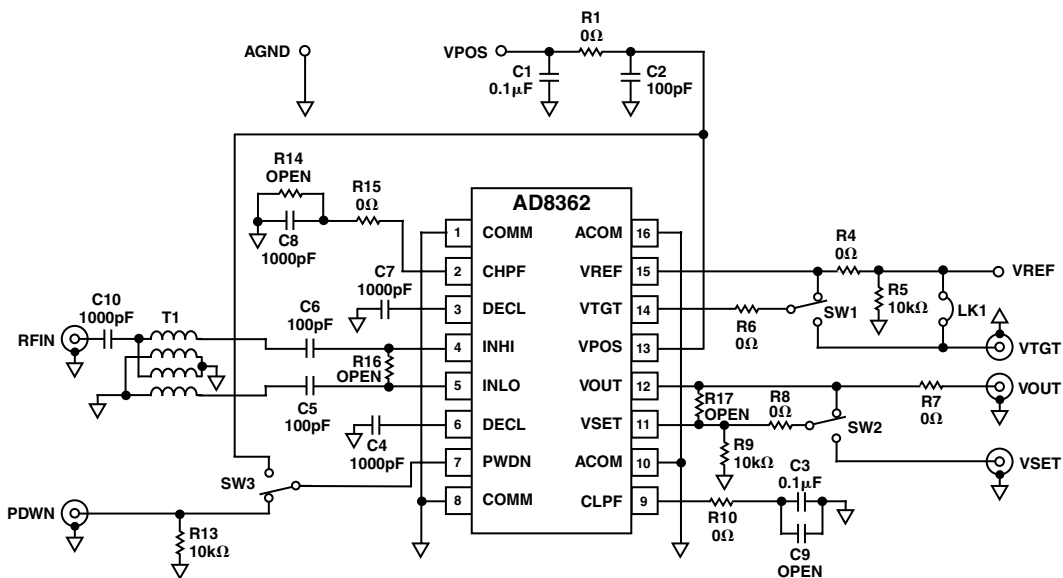 AGND
VPOS
R1
0Ω
C1
0.1μF
C2
100pF
R14
OPEN
C8
1000pF
R15
0Ω
C7
1000pF
C10
1000pF
T1
RFIN
C6
100pF
R16
OPEN
C5
100pF
C4
1000pF
SW3
PDWN
R13
10kΩ
AD8362
1 COMM ACOM 16
2 CHPF VREF 15
3 DECL VTGT 14
4 INHI VPOS 13
5 INLO VOUT 12
6 DECL VSET 11
7 PWDN ACOM 10
8 COMM CLPF 9
R4
0Ω
VREF
R5
10kΩ
LK1
SW1
R6
0Ω
VTGT
R17
OPEN
R8
0Ω
SW2
R7
0Ω
VOUT
R9
10kΩ
VSET
C3
0.1μF
R10
0Ω
C9
OPEN